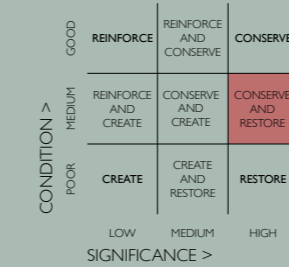 GOOD
REINFORCE
REINFORCE
AND
CONSERVE
CONSERVE
MEDIUM
REINFORCE
AND
CREATE
CONSERVE
AND
CREATE
CONSERVE
AND
RESTORE
POOR
CREATE
CREATE
AND
RESTORE
RESTORE
CONDITION >
LOW
MEDIUM
HIGH
SIGNIFICANCE >